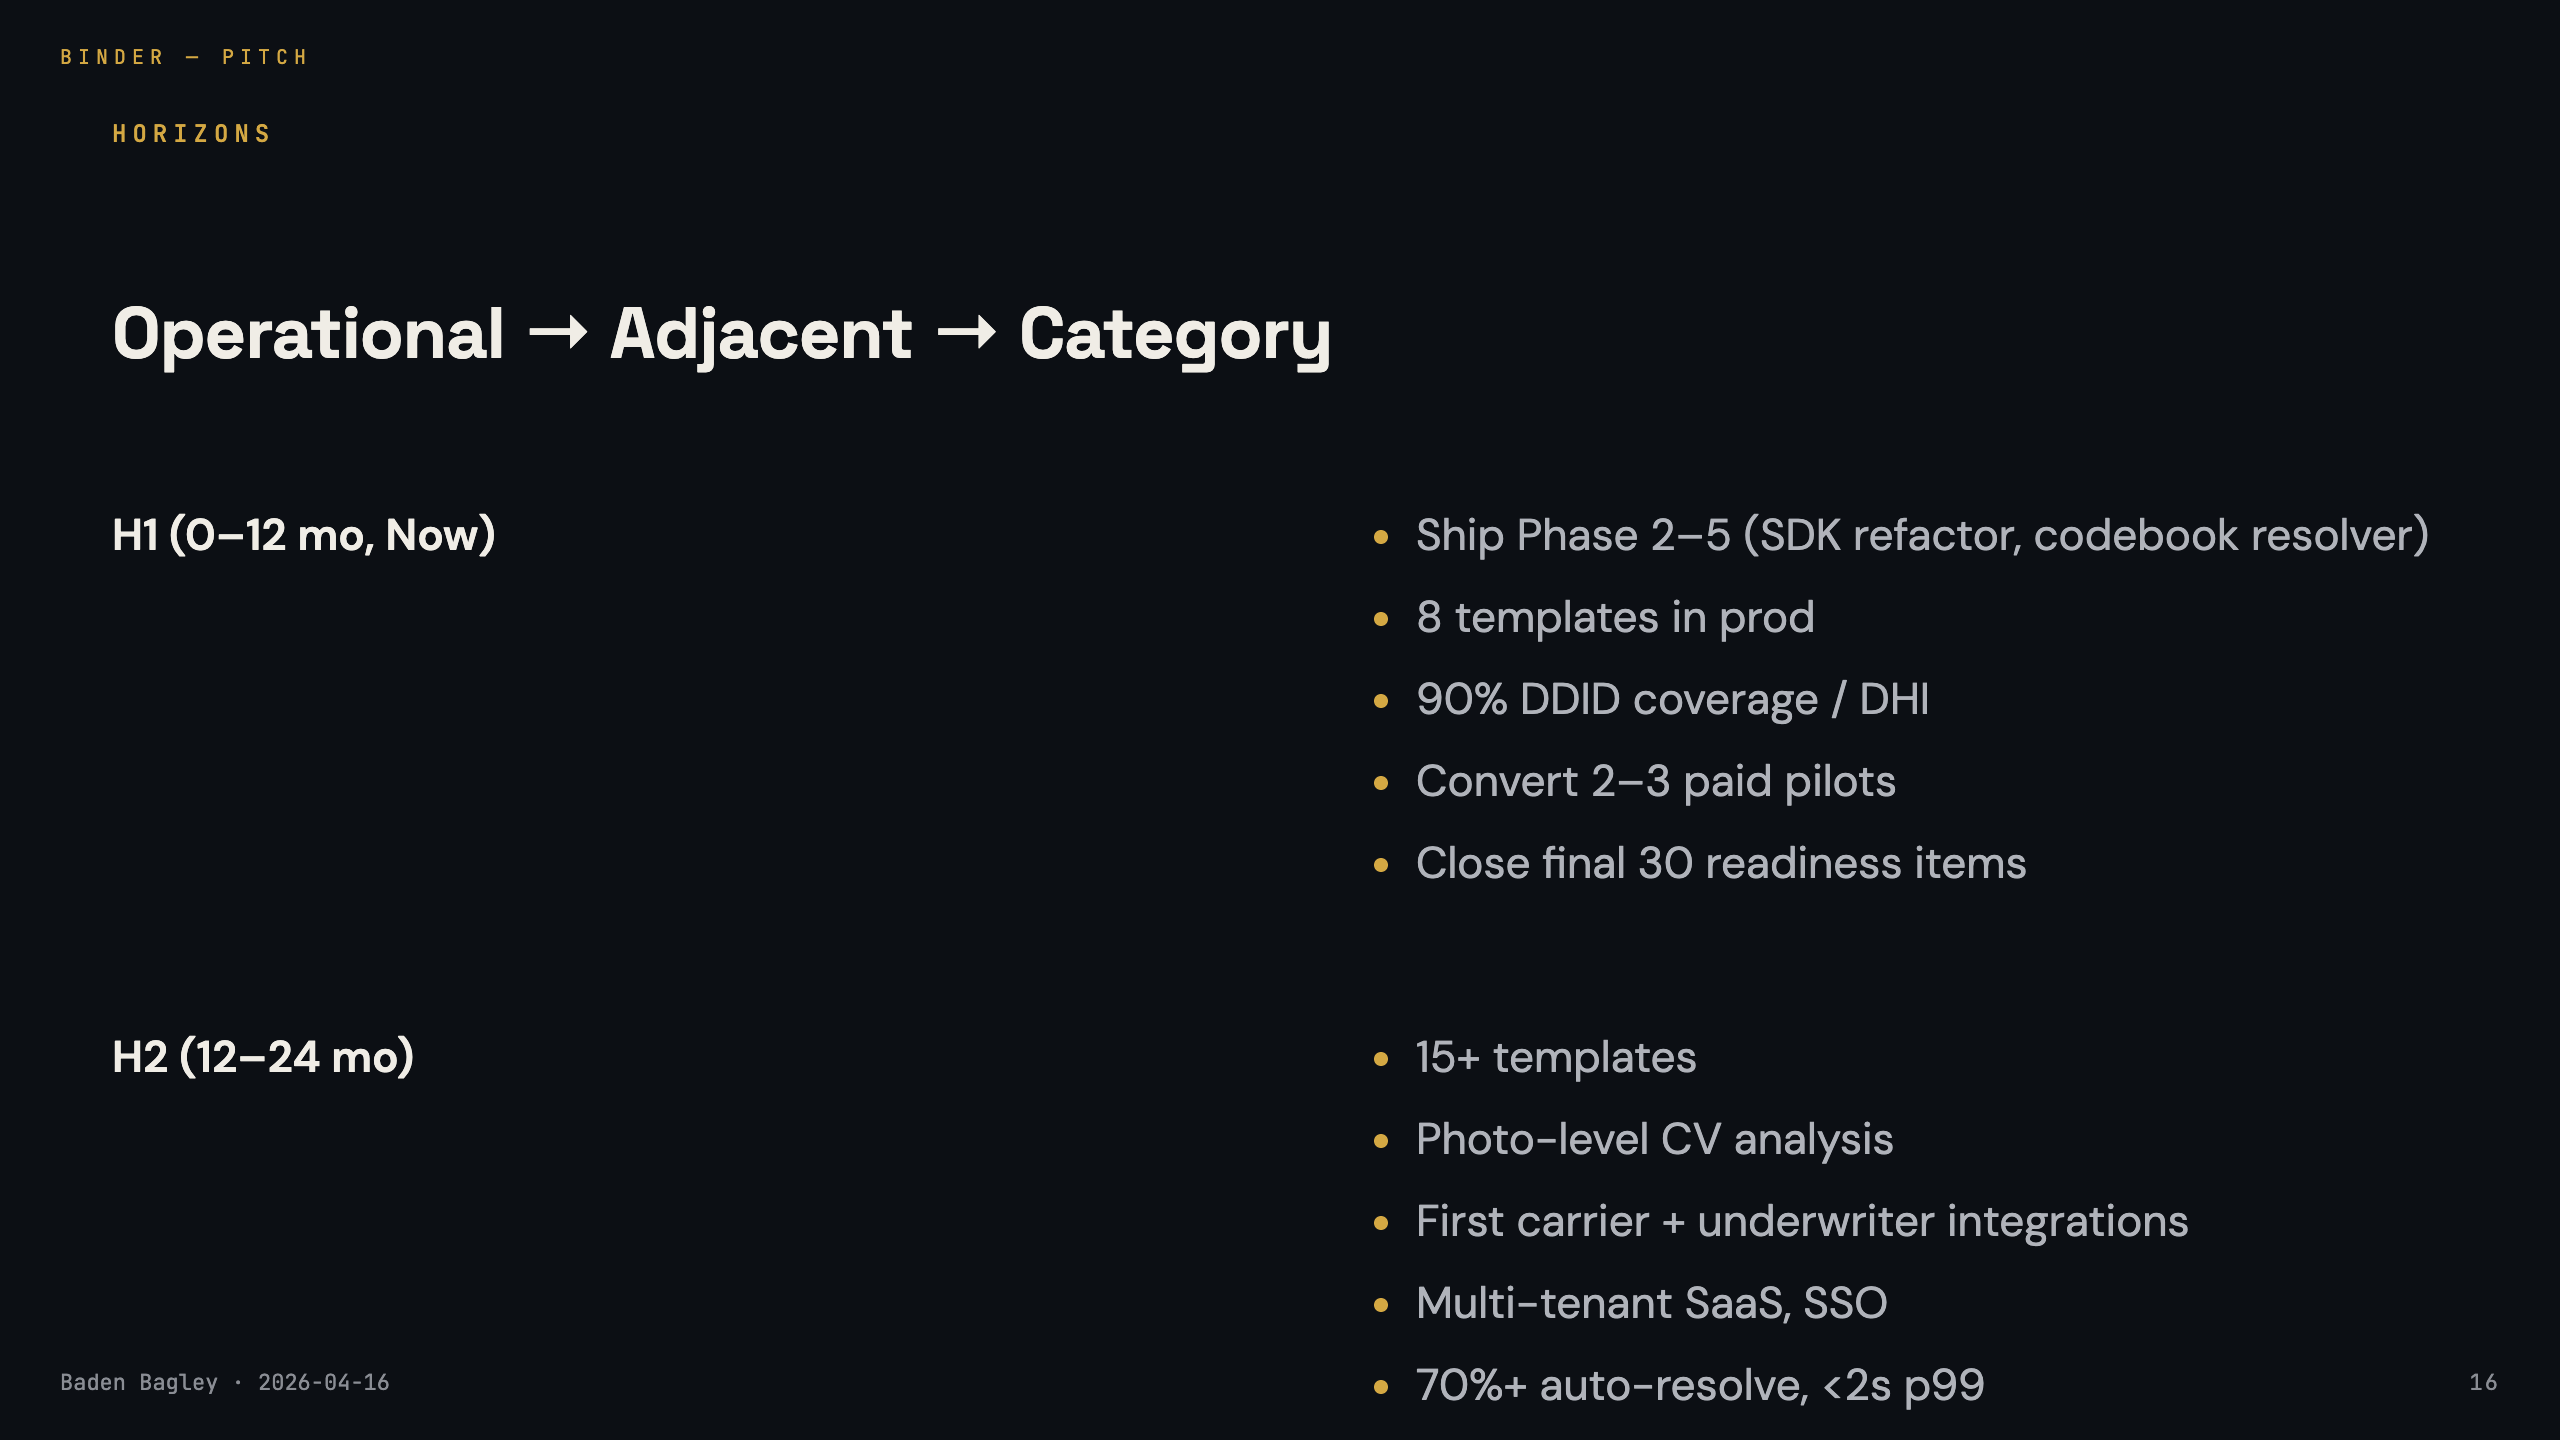 BINDER — PITCH
HORIZONS
Operational → Adjacent → Category
H1 (0–12 mo, Now)
• Ship Phase 2–5 (SDK refactor, codebook resolver)
• 8 templates in prod
• 90% DDID coverage / DHI
• Convert 2–3 paid pilots
• Close final 30 readiness items
H2 (12–24 mo)
• 15+ templates
• Photo-level CV analysis
• First carrier + underwriter integrations
• Multi-tenant SaaS, SSO
• 70%+ auto-resolve, <2s p99
Baden Bagley · 2026-04-16
16